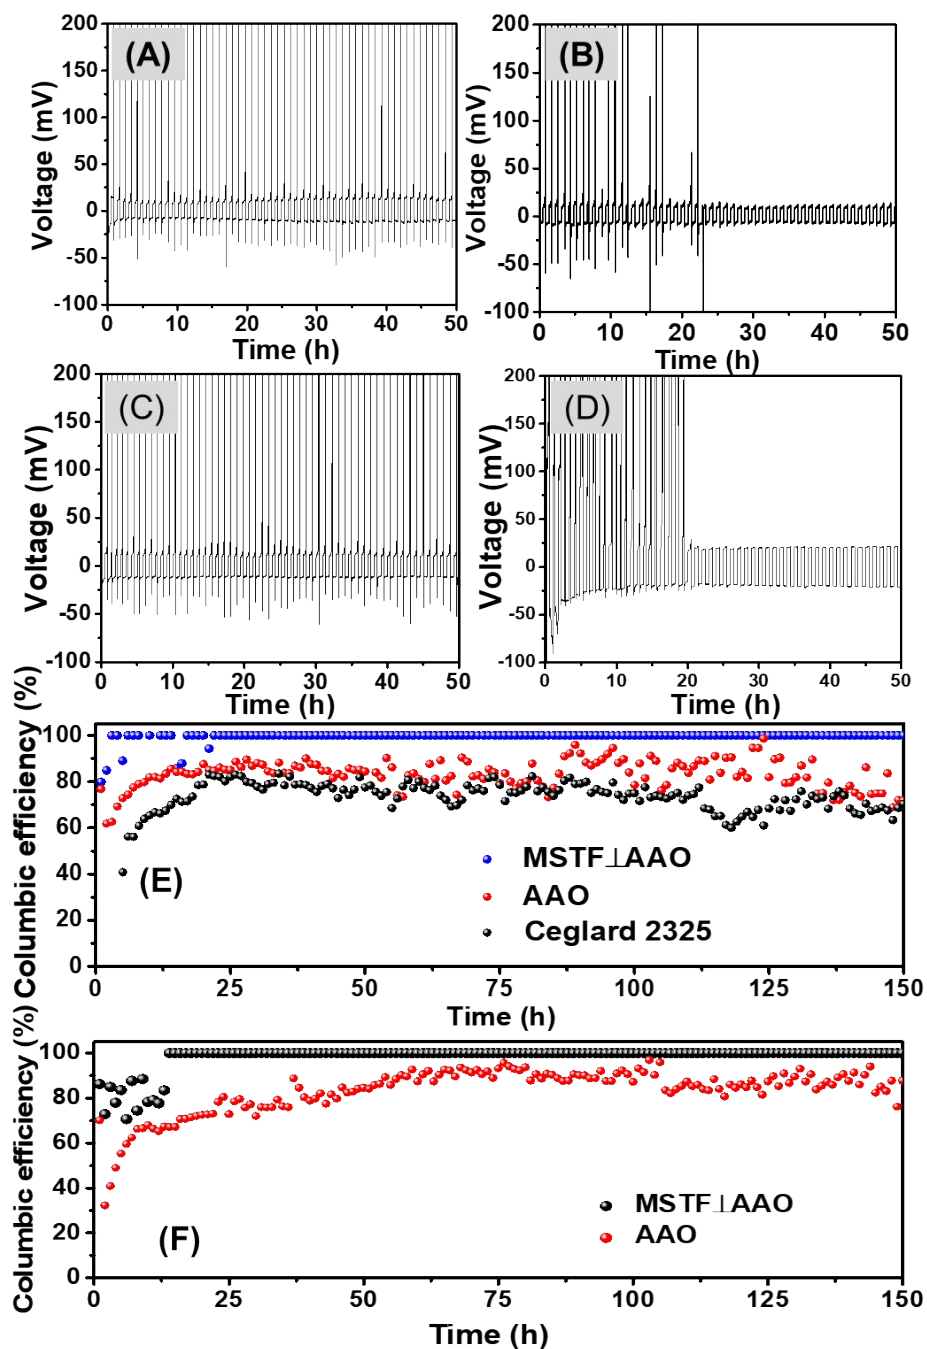 (A)
200
150
100
50
0
-50
-100
Voltage (mV)
0 10 20 30 40 50
Time (h)
(B)
200
150
100
50
0
-50
-100
Voltage (mV)
0 10 20 30 40 50
Time (h)
(C)
200
150
100
50
0
-50
-100
Voltage (mV)
0 10 20 30 40 50
Time (h)
(D)
200
150
100
50
0
-50
-100
Voltage (mV)
0 10 20 30 40 50
Time (h)
Columbic efficiency (%)
100
80
60
40
20
0
(E)
MSTF⊥AAO
AAO
Ceglard 2325
0 25 50 75 100 125 150
Time (h)
Columbic efficiency (%)
100
80
60
40
20
0
(F)
MSTF⊥AAO
AAO
0 25 50 75 100 125 150
Time (h)